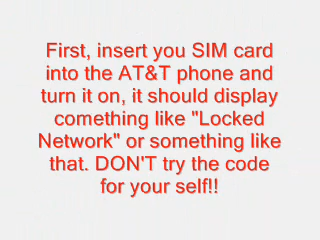 First, insert you SIM card
into the AT&T phone and
turn it on, it should display
comething like "Locked
Network" or something like
that. DON'T try the code
for your self!!